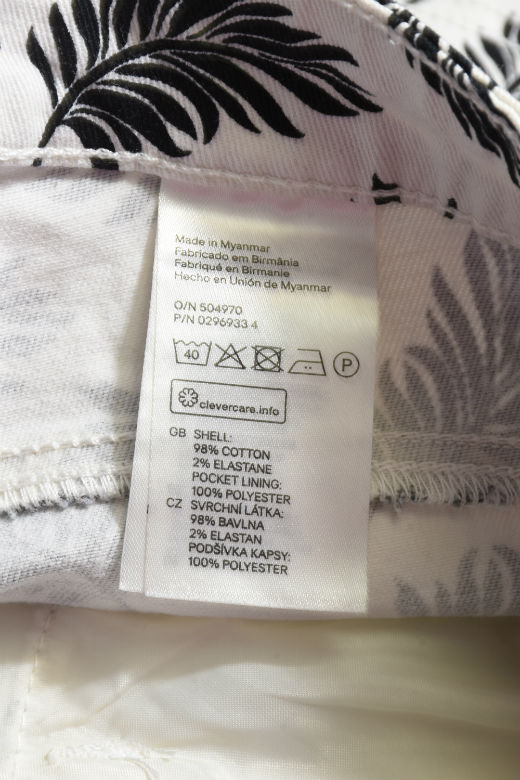 Made in Myanmar
Fabricado em Birmânia
Fabriqué en Birmanie
Hecho en Unión de Myanmar
O/N 504970
P/N 0296933 4
40 P
clevercare.info
GB SHELL:
98% COTTON
2% ELASTANE
POCKET LINING:
100% POLYESTER
CZ SVRCHNÍ LÁTKA:
98% BAVLNA
2% ELASTAN
PODŠÍVKA KAPSY:
100% POLYESTER